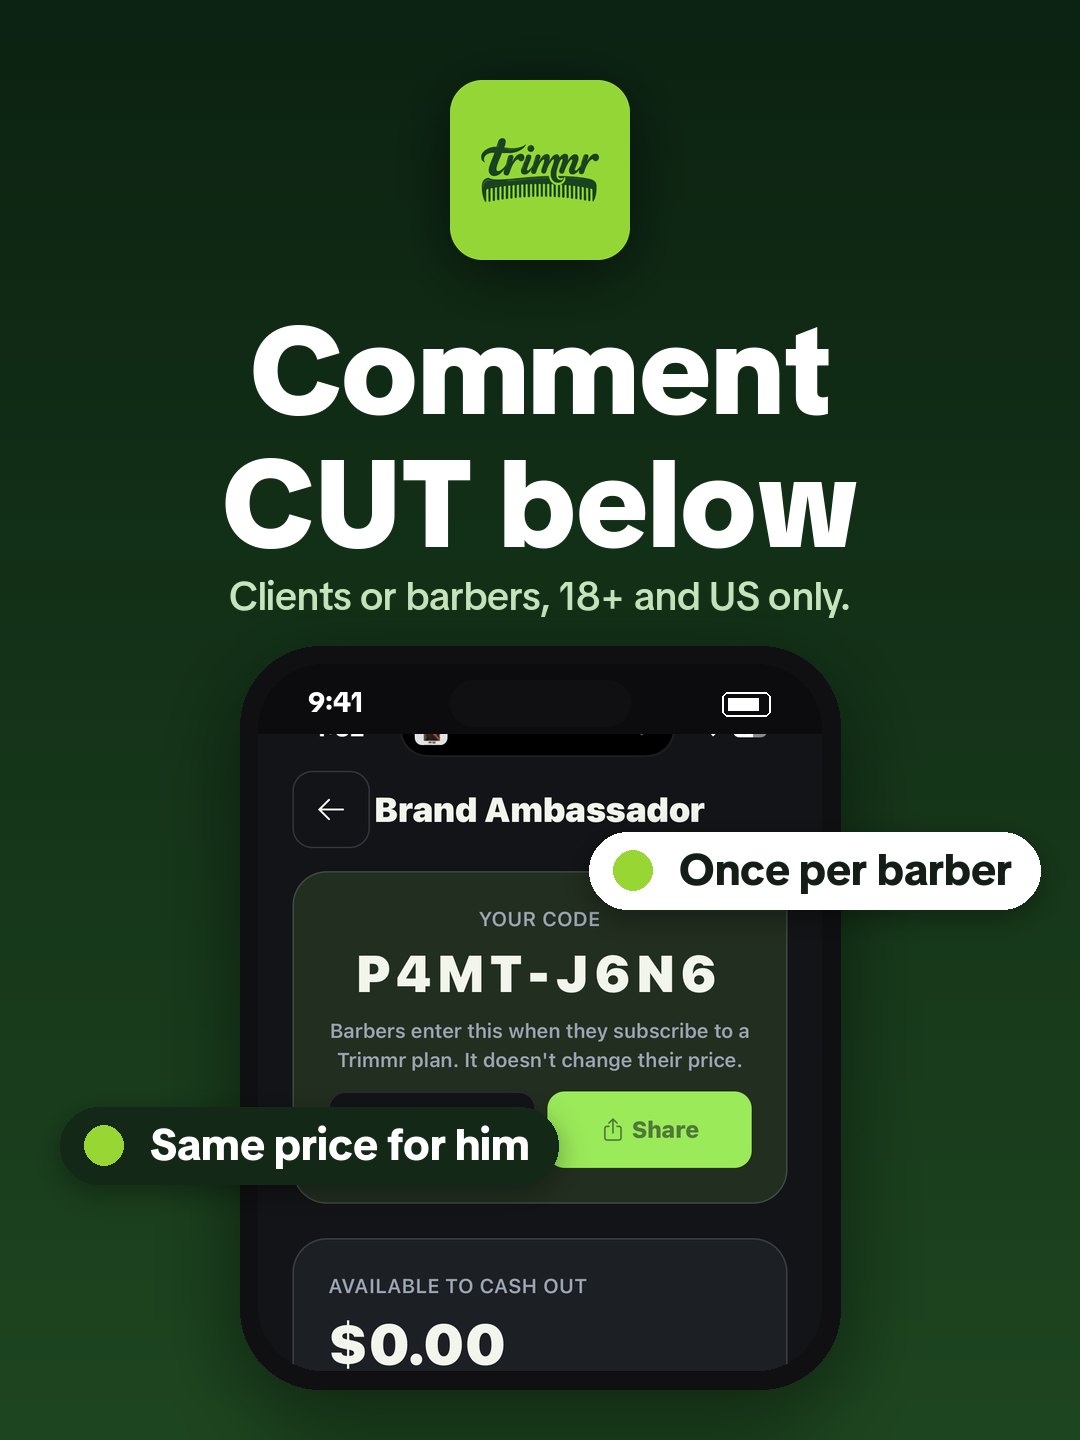 trimmr
Comment
CUT below
Clients or barbers, 18+ and US only.
9:41
Brand Ambassador
Once per barber
YOUR CODE
P4MT-J6N6
Barbers enter this when they subscribe to a
Trimmr plan. It doesn't change their price.
Same price for him
Share
AVAILABLE TO CASH OUT
$0.00